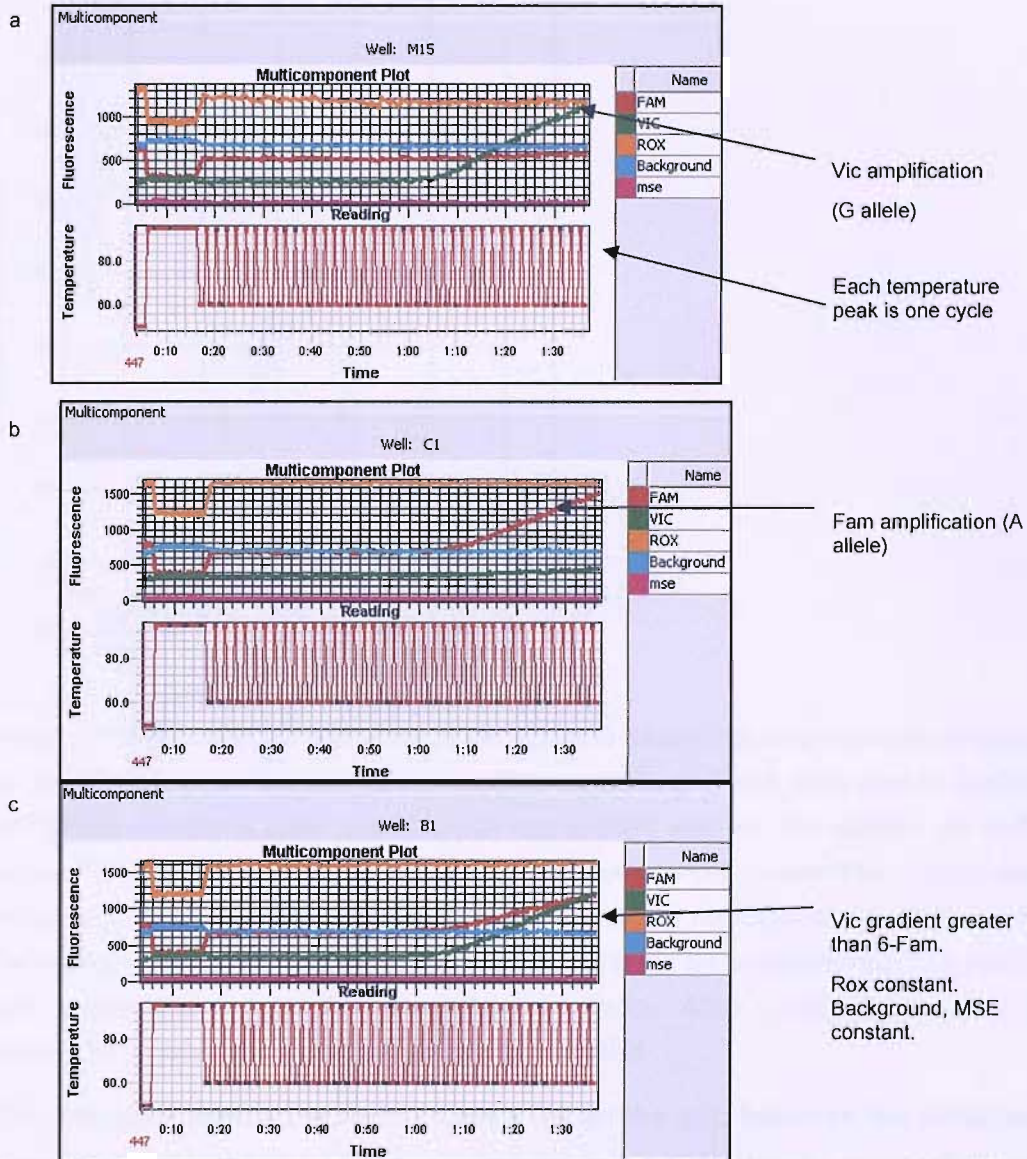 a
Multicomponent
Well: M15
Multicomponent Plot
Fluorescence
1000
500
0
Reading
Temperature
80.0
60.0
0:10 0:20 0:30 0:40 0:50 1:00 1:10 1:20 1:30
447
Time
Name
FAM
VIC
ROX
Background
mse
Vic amplification
(G allele)
Each temperature
peak is one cycle
b
Multicomponent
Well: C1
Multicomponent Plot
Fluorescence
1500
1000
500
0
Reading
Temperature
80.0
60.0
0:10 0:20 0:30 0:40 0:50 1:00 1:10 1:20 1:30
447
Time
Name
FAM
VIC
ROX
Background
mse
Fam amplification (A
allele)
c
Multicomponent
Well: B1
Multicomponent Plot
Fluorescence
1500
1000
500
0
Reading
Temperature
80.0
60.0
0:10 0:20 0:30 0:40 0:50 1:00 1:10 1:20 1:30
447
Time
Name
FAM
VIC
ROX
Background
mse
Vic gradient greater
than 6-Fam.
Rox constant.
Background, MSE
constant.